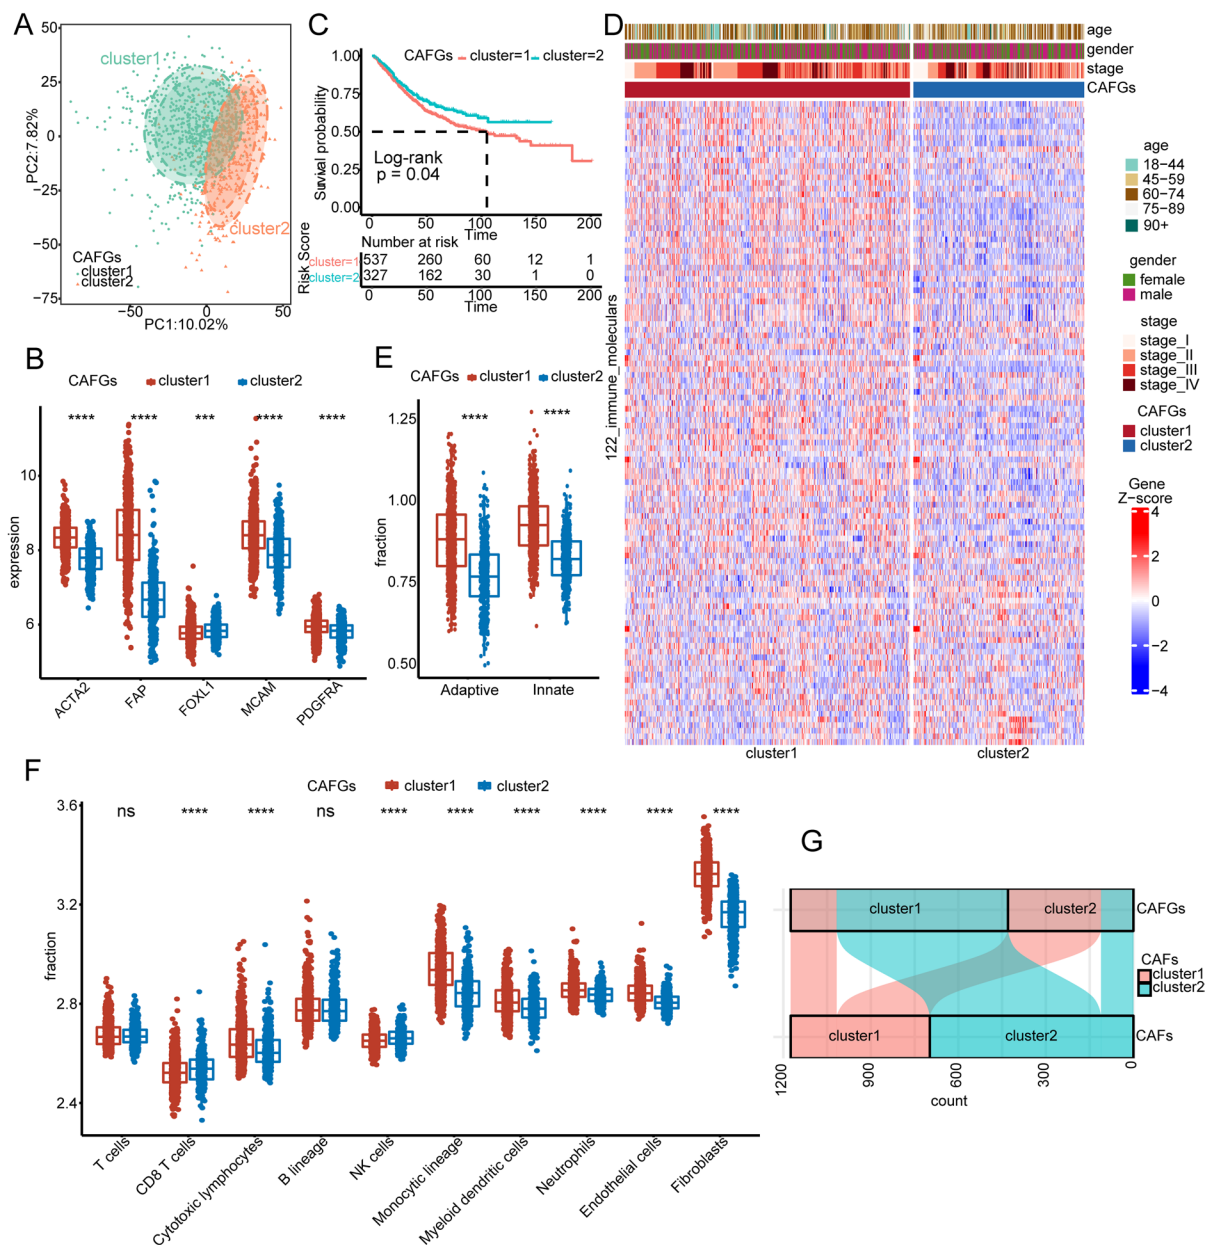 A
50
25
0
−25
−50
−75
PC2:7.82%
cluster1
cluster2
CAFGs
cluster1
cluster2
−50
0
50
PC1:10.02%
C
CAFGs
cluster=1
cluster=2
1.00
0.75
0.50
0.25
0.00
Survival probability
Log-rank
p = 0.04
0
50
100
150
200
Time
Number at risk
Risk Score
cluster=1
537
260
60
12
1
cluster=2
327
162
30
1
0
0
50
100
150
200
Time
D
age
gender
stage
CAFGs
122_immune_moleculars
cluster1
cluster2
age
18−44
45−59
60−74
75−89
90+
gender
female
male
stage
stage_I
stage_II
stage_III
stage_IV
CAFGs
cluster1
cluster2
Gene
Z−score
4
2
0
−2
−4
B
CAFGs
cluster1
cluster2
****
****
***
****
****
10
8
6
expression
ACTA2
FAP
FOXL1
MCAM
PDGFRA
E
CAFGs
cluster1
cluster2
****
****
1.25
1.00
0.75
0.50
fraction
Adaptive
Innate
F
CAFGs
cluster1
cluster2
ns
****
****
ns
****
****
****
****
****
****
3.6
3.2
2.8
2.4
fraction
T cells
CD8 T cells
Cytotoxic lymphocytes
B lineage
NK cells
Monocytic lineage
Myeloid dendritic cells
Neutrophils
Endothelial cells
Fibroblasts
G
cluster1
cluster2
CAFGs
CAFs
cluster1
cluster2
cluster1
cluster2
CAFs
1200
900
600
300
0
count